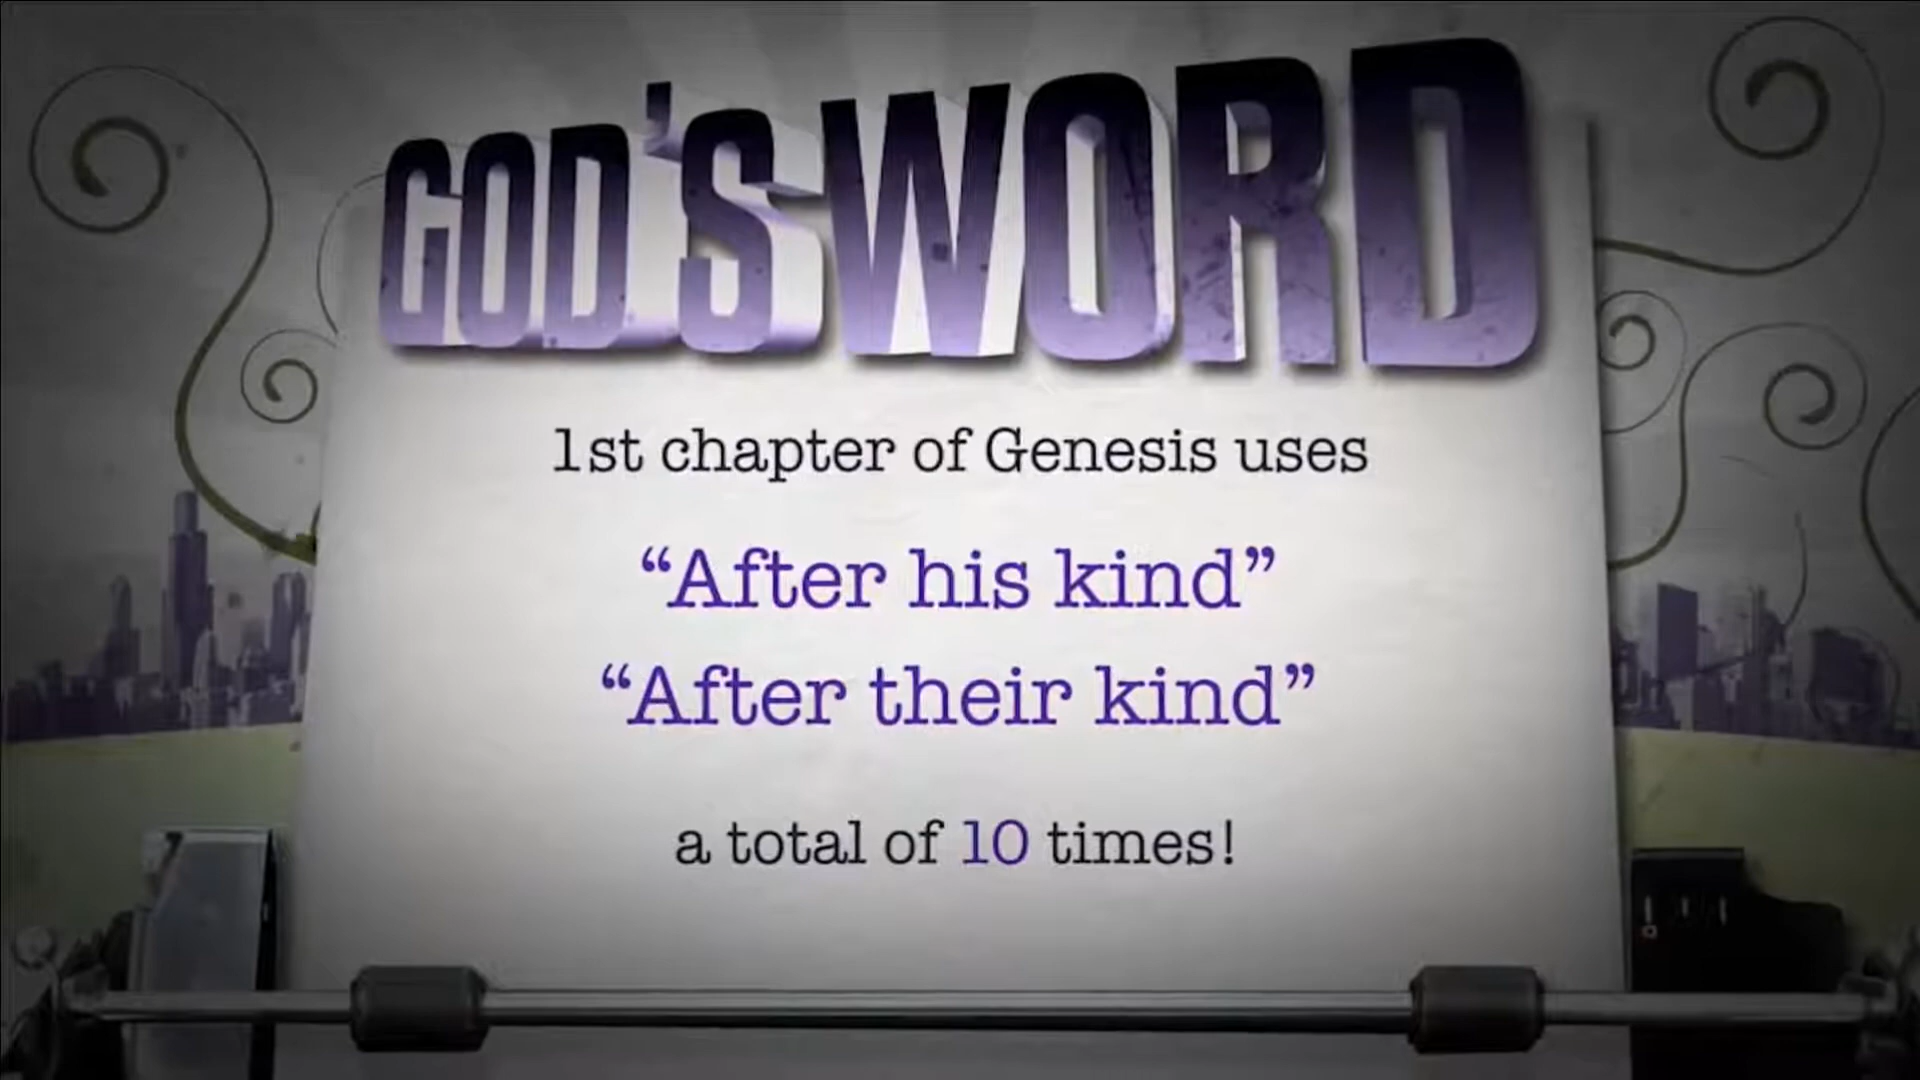 GOD'S WORD
1st chapter of Genesis uses
“After his kind”
“After their kind”
a total of 10 times!